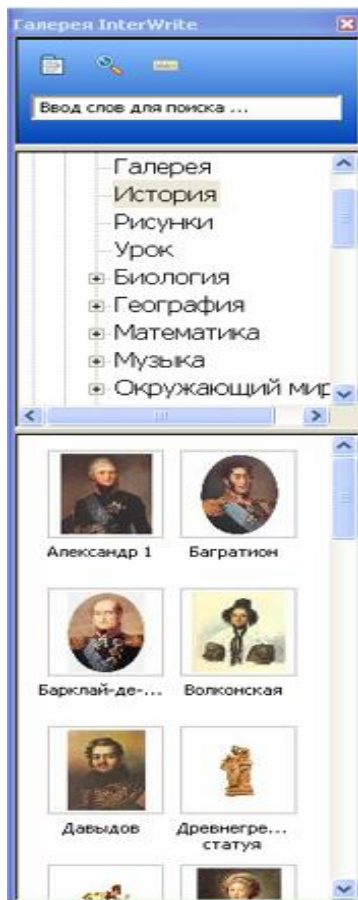 Галерея InterWrite
Ввод слов для поиска ...
Галерея
История
Рисунки
Урок
Биология
География
Математика
Музыка
Окружающий мир
Александр 1
Багратион
Барклай-де-...
Волконская
Давыдов
Древнегре...
статуя